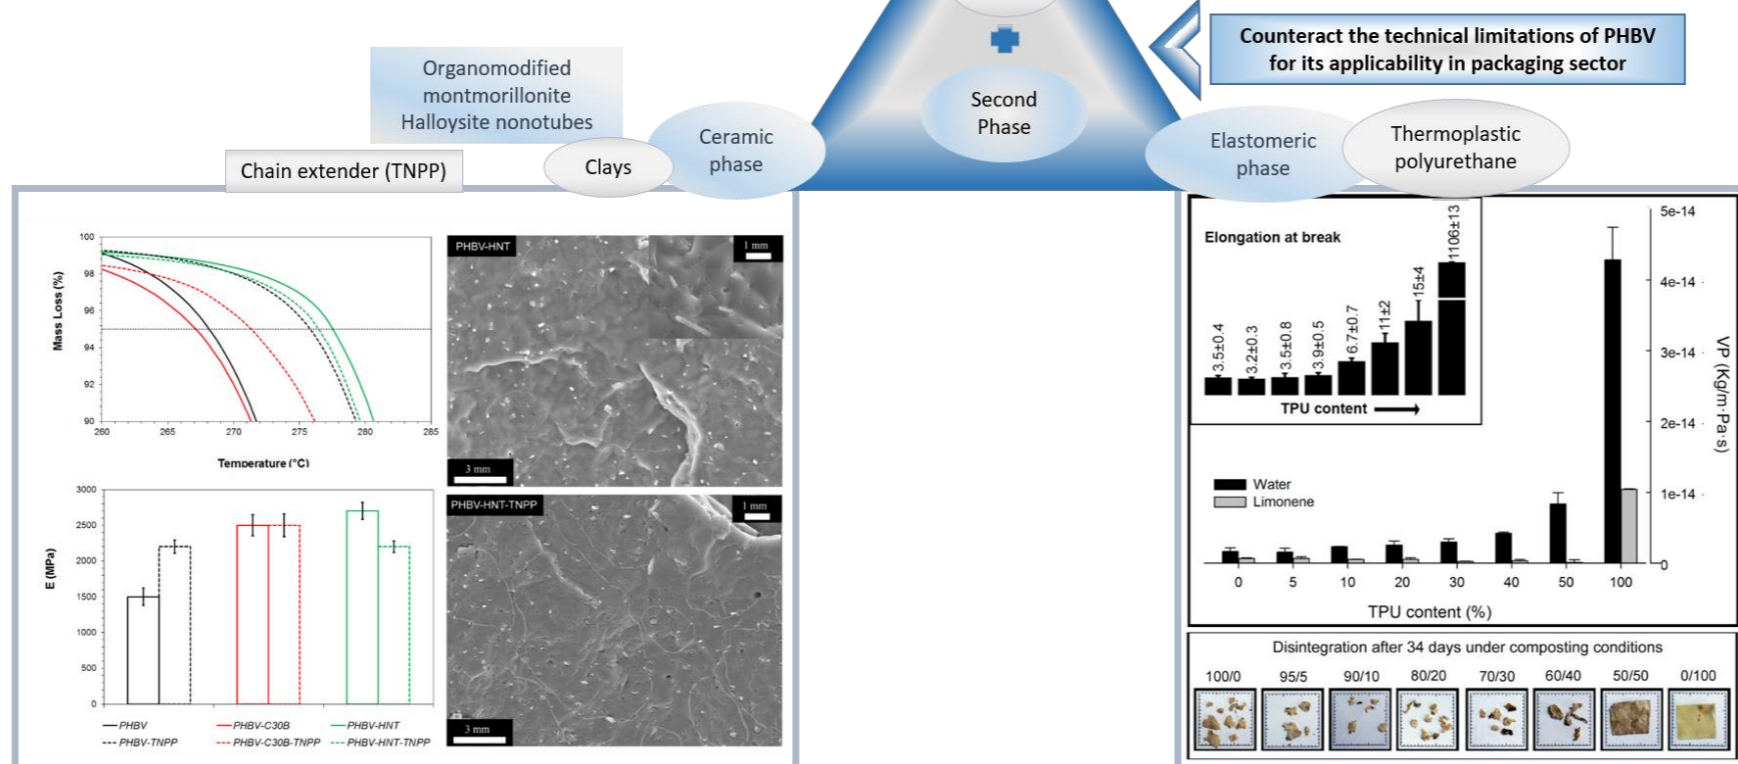 Counteract the technical limitations of PHBV
for its applicability in packaging sector
Organomodified
montmorillonite
Halloysite nonotubes
Chain extender (TNPP)
Clays
Ceramic
phase
Second
Phase
Elastomeric
phase
Thermoplastic
polyurethane
Mass Loss (%)
100
98
96
94
92
90
260
265
270
275
280
285
Temperature (°C)
E (MPa)
3000
2500
2000
1500
1000
500
0
PHBV
PHBV-C30B
PHBV-HNT
PHBV-TNPP
PHBV-C30B-TNPP
PHBV-HNT-TNPP
PHBV-HNT
1 mm
3 mm
PHBV-HNT-TNPP
1 mm
3 mm
Elongation at break
3.5±0.4
3.2±0.3
3.5±0.8
3.9±0.5
6.7±0.7
11±2
15±4
1106±13
TPU content
5e-14
4e-14
3e-14
2e-14
1e-14
0
VP (Kg/m·Pa·s)
Water
Limonene
0
5
10
20
30
40
50
100
TPU content (%)
Disintegration after 34 days under composting conditions
100/0
95/5
90/10
80/20
70/30
60/40
50/50
0/100